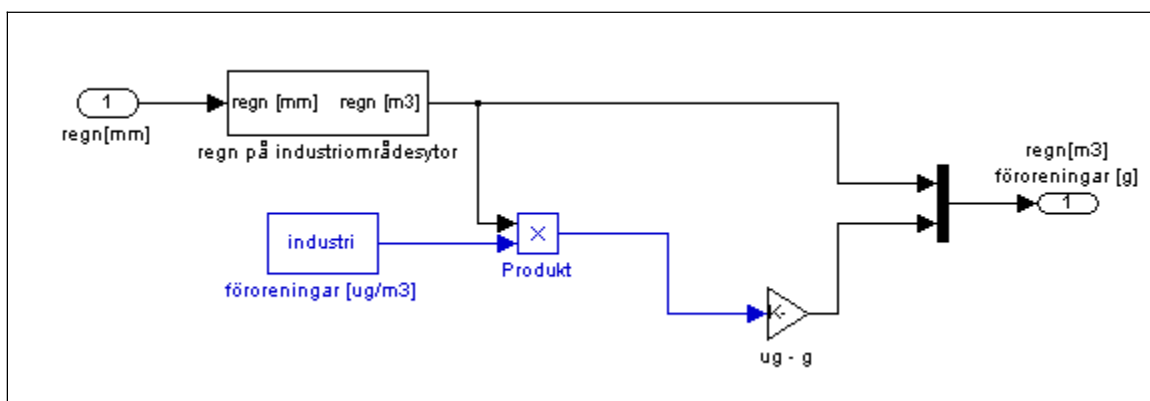 1
regn[mm]
regn [mm] regn [m3]
regn på industriområdesytor
industri
föroreningar [ug/m3]
×
Produkt
K-
ug - g
regn[m3]
föroreningar [g]
1